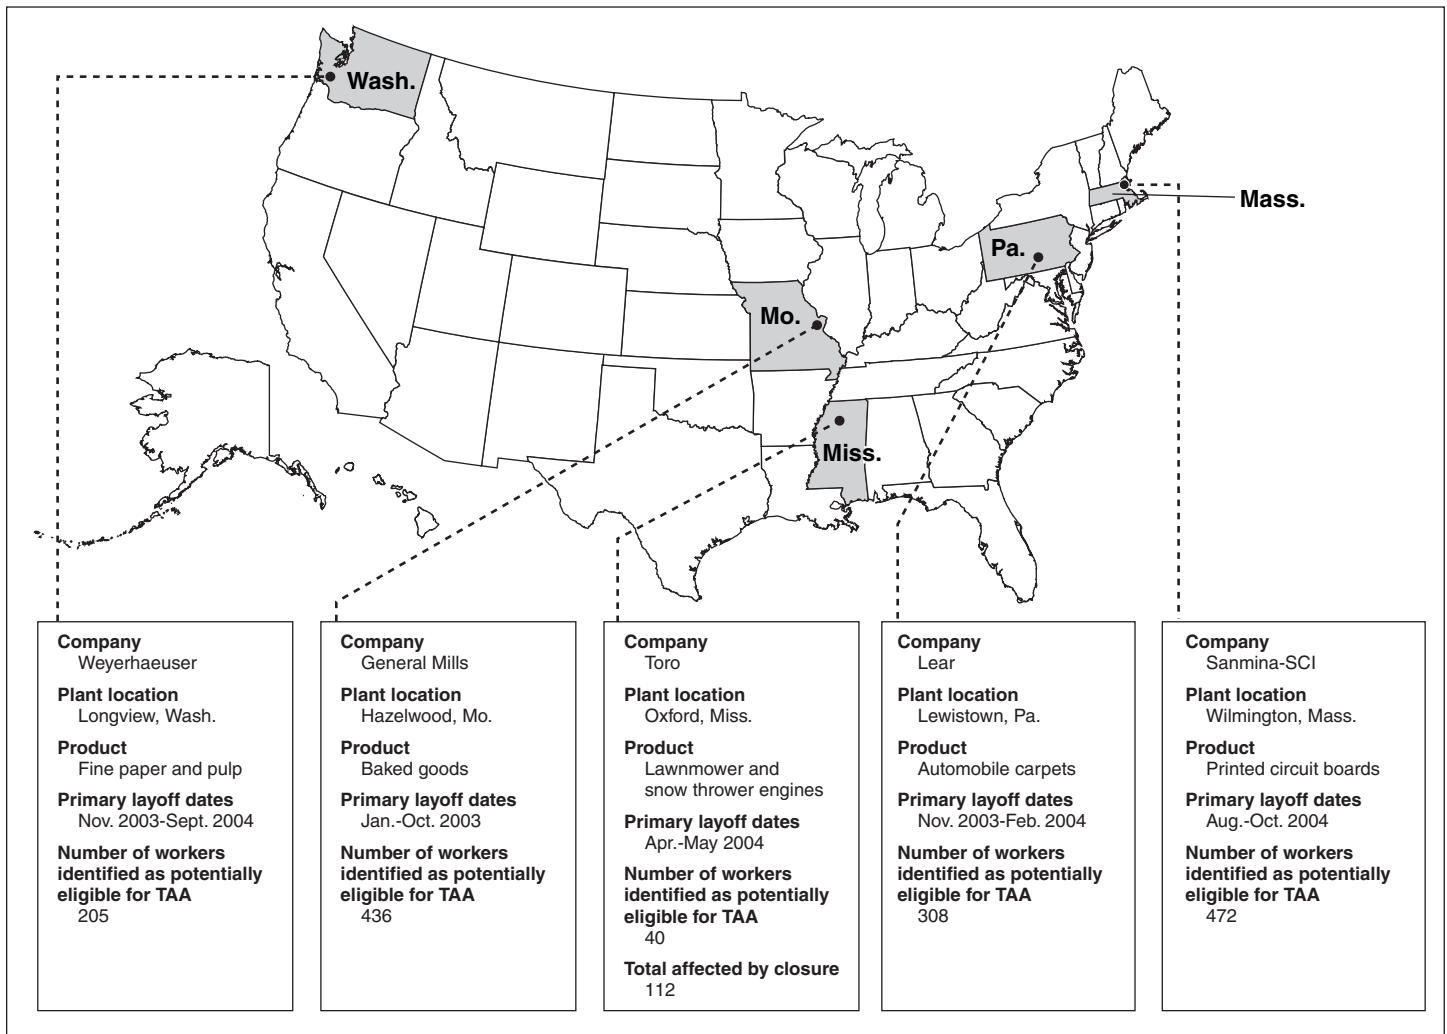 Wash.
Mass.
Pa.
Mo.
Miss.
Company
Weyerhaeuser
Plant location
Longview, Wash.
Product
Fine paper and pulp
Primary layoff dates
Nov. 2003-Sept. 2004
Number of workers
identified as potentially
eligible for TAA
205
Company
General Mills
Plant location
Hazelwood, Mo.
Product
Baked goods
Primary layoff dates
Jan.-Oct. 2003
Number of workers
identified as potentially
eligible for TAA
436
Company
Toro
Plant location
Oxford, Miss.
Product
Lawnmower and
snow thrower engines
Primary layoff dates
Apr.-May 2004
Number of workers
identified as potentially
eligible for TAA
40
Total affected by closure
112
Company
Lear
Plant location
Lewistown, Pa.
Product
Automobile carpets
Primary layoff dates
Nov. 2003-Feb. 2004
Number of workers
identified as potentially
eligible for TAA
308
Company
Sanmina-SCI
Plant location
Wilmington, Mass.
Product
Printed circuit boards
Primary layoff dates
Aug.-Oct. 2004
Number of workers
identified as potentially
eligible for TAA
472